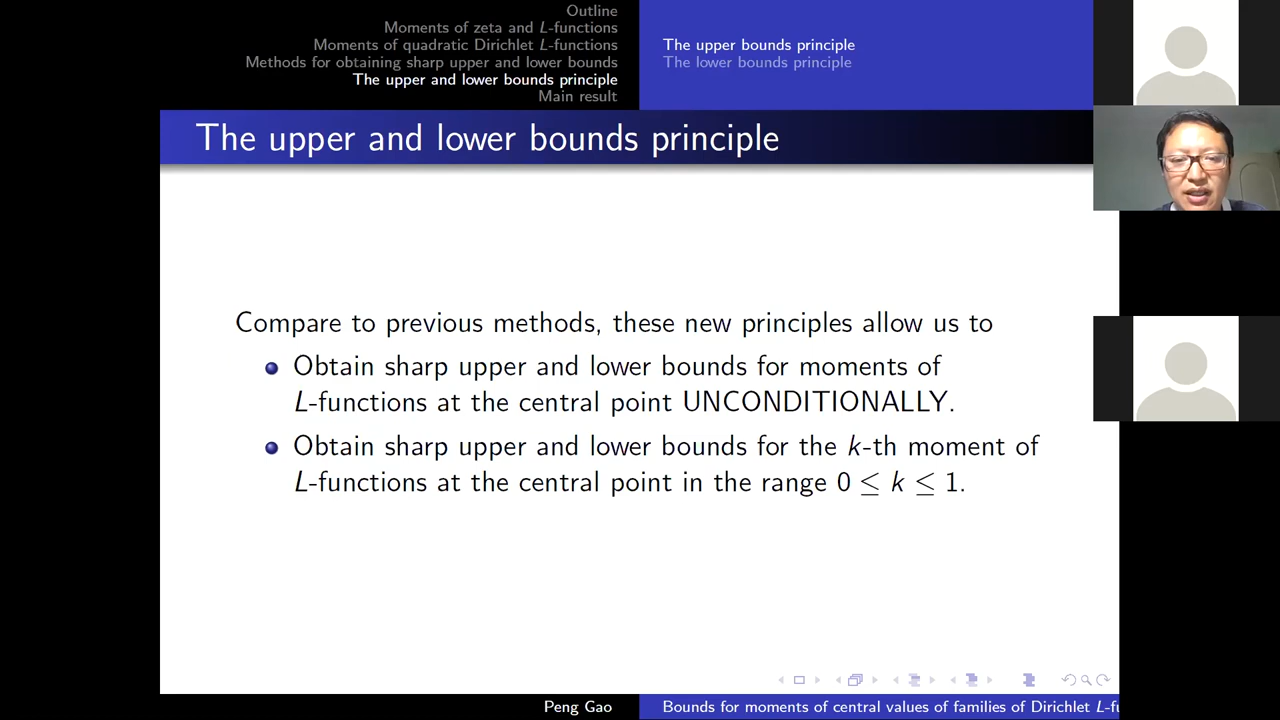 Outline
Moments of zeta and L-functions
Moments of quadratic Dirichlet L-functions
Methods for obtaining sharp upper and lower bounds
The upper and lower bounds principle
Main result
The upper bounds principle
The lower bounds principle
The upper and lower bounds principle
Compare to previous methods, these new principles allow us to
Obtain sharp upper and lower bounds for moments of
L-functions at the central point UNCONDITIONALLY.
Obtain sharp upper and lower bounds for the k-th moment of
L-functions at the central point in the range 0 ≤ k ≤ 1.
Peng Gao
Bounds for moments of central values of families of Dirichlet L-fu